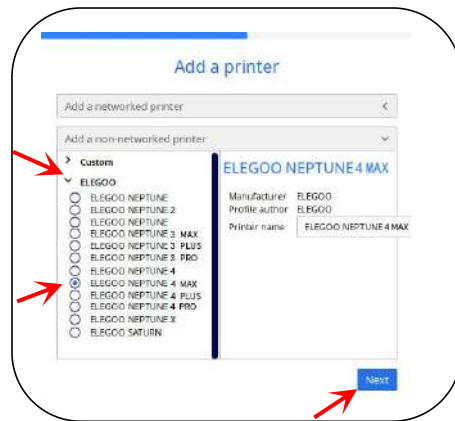 Add a printer
Add a networked printer
Add a non-networked printer
Custom
ELEGOO
ELEGOO NEPTUNE
ELEGOO NEPTUNE 2
ELEGOO NEPTUNE
ELEGOO NEPTUNE 3 MAX
ELEGOO NEPTUNE 3 PLUS
ELEGOO NEPTUNE 3 PRO
ELEGOO NEPTUNE 4
ELEGOO NEPTUNE 4 MAX
ELEGOO NEPTUNE 4 PLUS
ELEGOO NEPTUNE 4 PRO
ELEGOO NEPTUNE X
ELEGOO SATURN
ELEGOO NEPTUNE 4 MAX
Manufacturer ELEGOO
Profile author ELEGOO
Printer name ELEGOO NEPTUNE 4 MAX
Next